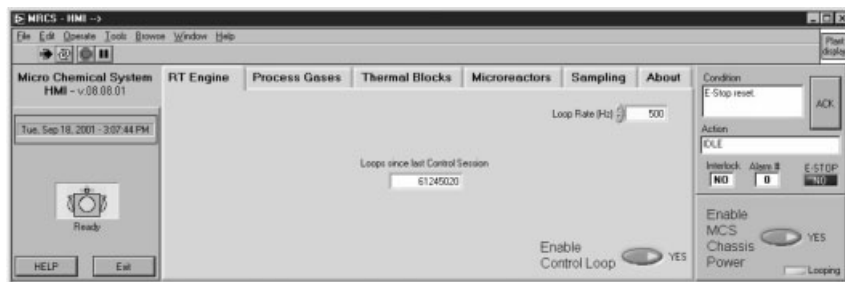 MRCS - HMI -->
File Edit Operate Tools Browse Window Help
Plant display
Micro Chemical System
HMI - v.08.08.01
Tue, Sep 18, 2001 - 3:07:44 PM
Ready
HELP Exit
RT Engine Process Gases Thermal Blocks Microreactors Sampling About
Loop Rate (Hz) 500
Loops since last Control Session
61245020
Enable
Control Loop YES
Condition
E-Stop reset.
ACK
Action
IDLE
Interlock Alarm # E-STOP
NO 0 NO
Enable
MCS
Chassis
Power
YES
Looping